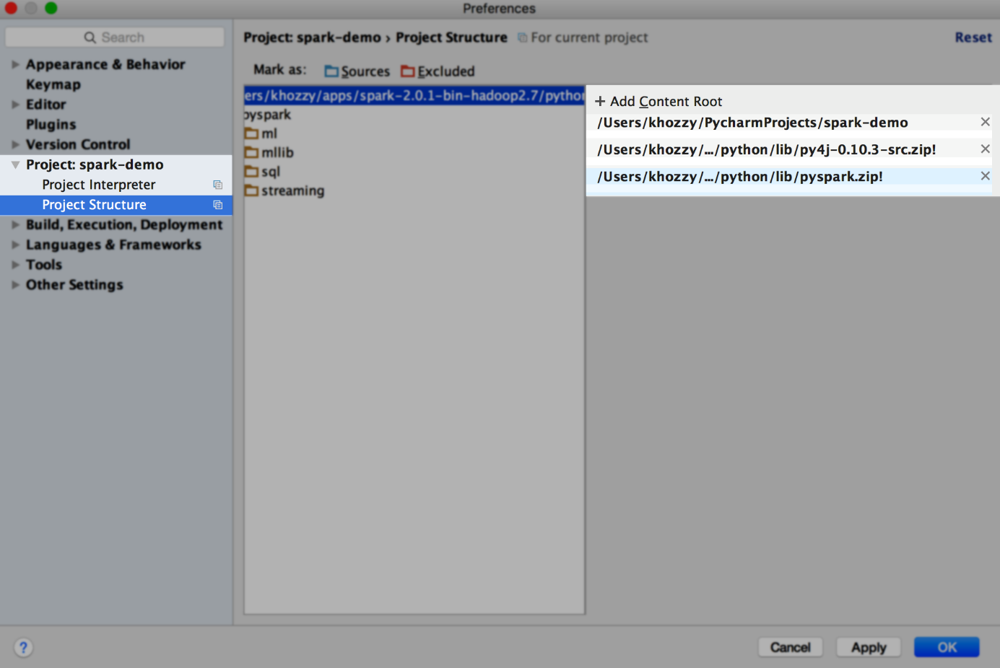 Preferences
Search
Appearance & Behavior
Keymap
Editor
Plugins
Version Control
Project: spark-demo
Project Interpreter
Project Structure
Build, Execution, Deployment
Languages & Frameworks
Tools
Other Settings
Project: spark-demo › Project Structure For current project
Reset
Mark as: Sources Excluded
ers/khozzy/apps/spark-2.0.1-bin-hadoop2.7/python
pyspark
ml
mllib
sql
streaming
+ Add Content Root
/Users/khozzy/PycharmProjects/spark-demo
/Users/khozzy/.../python/lib/py4j-0.10.3-src.zip!
/Users/khozzy/.../python/lib/pyspark.zip!
?
Cancel
Apply
OK